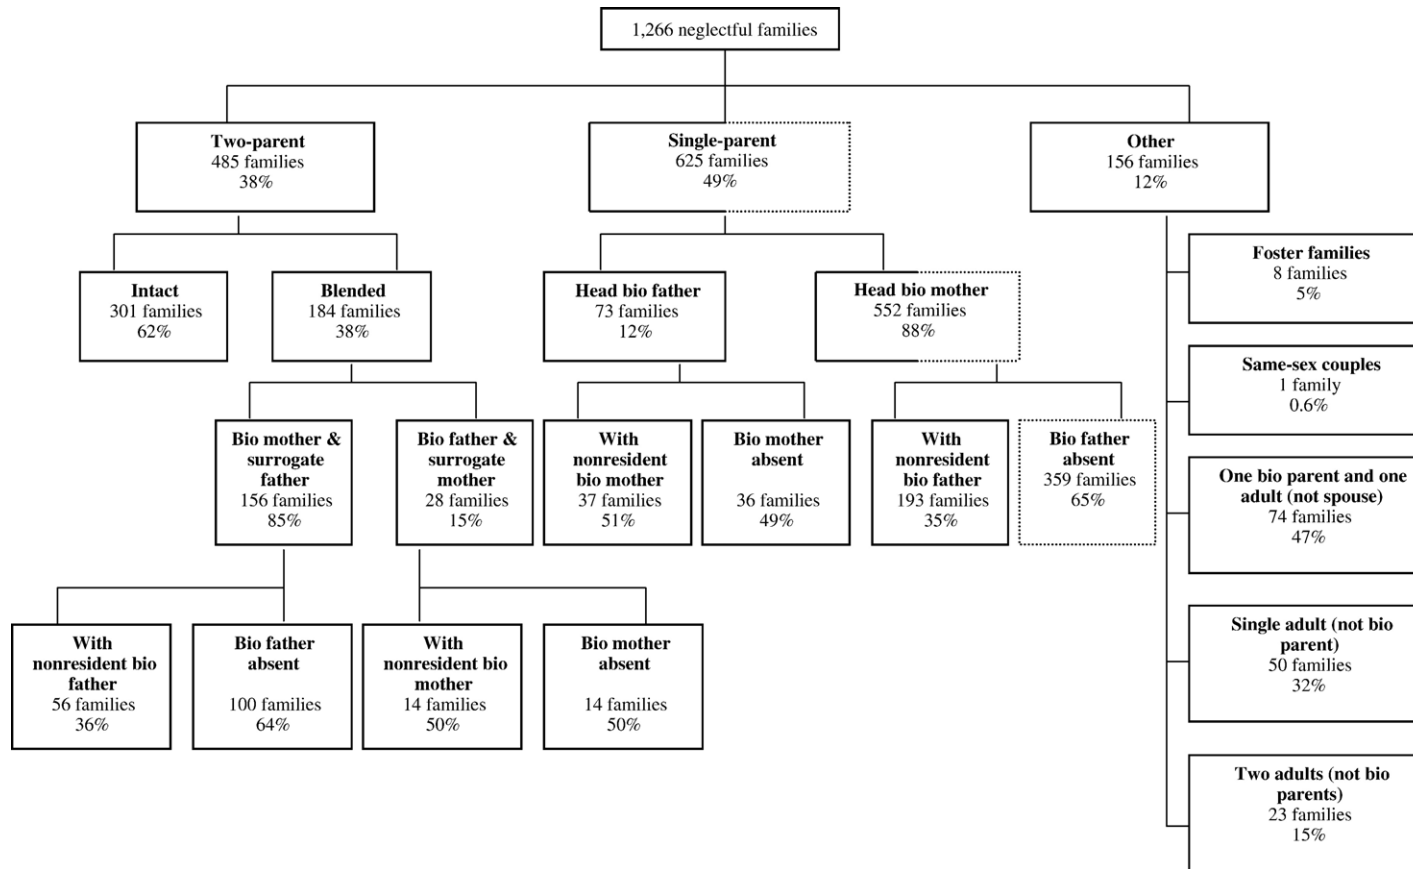 1,266 neglectful families
Two-parent
485 families
38%
Single-parent
625 families
49%
Other
156 families
12%
Intact
301 families
62%
Blended
184 families
38%
Head bio father
73 families
12%
Head bio mother
552 families
88%
Bio mother &
surrogate
father
156 families
85%
Bio father &
surrogate
mother
28 families
15%
With
nonresident
bio mother
37 families
51%
Bio mother
absent
36 families
49%
With
nonresident
bio father
193 families
35%
Bio father
absent
359 families
65%
With
nonresident bio
father
56 families
36%
Bio father
absent
100 families
64%
With
nonresident bio
mother
14 families
50%
Bio mother
absent
14 families
50%
Foster families
8 families
5%
Same-sex couples
1 family
0.6%
One bio parent and one
adult (not spouse)
74 families
47%
Single adult (not bio
parent)
50 families
32%
Two adults (not bio
parents)
23 families
15%